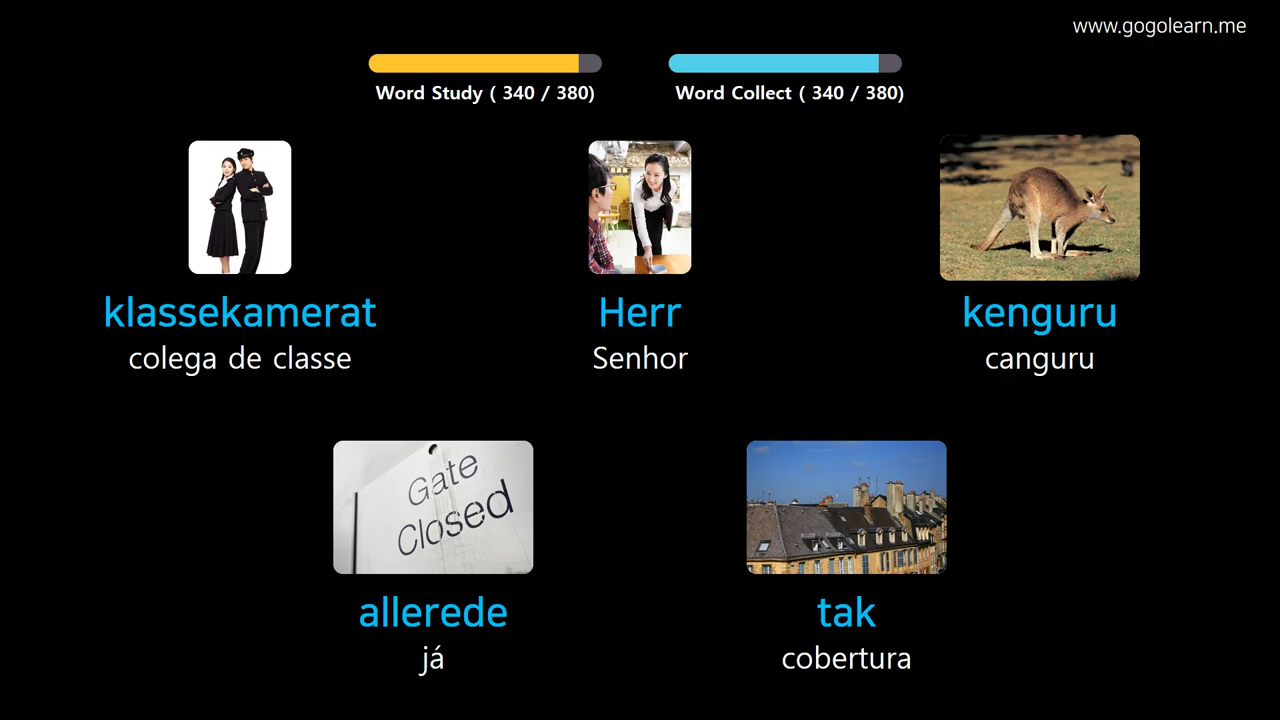 www.gogolearn.me
Word Study ( 340 / 380)
Word Collect ( 340 / 380)
klassekamerat
colega de classe
Herr
Senhor
kenguru
canguru
Gate
Closed
allerede
já
tak
cobertura